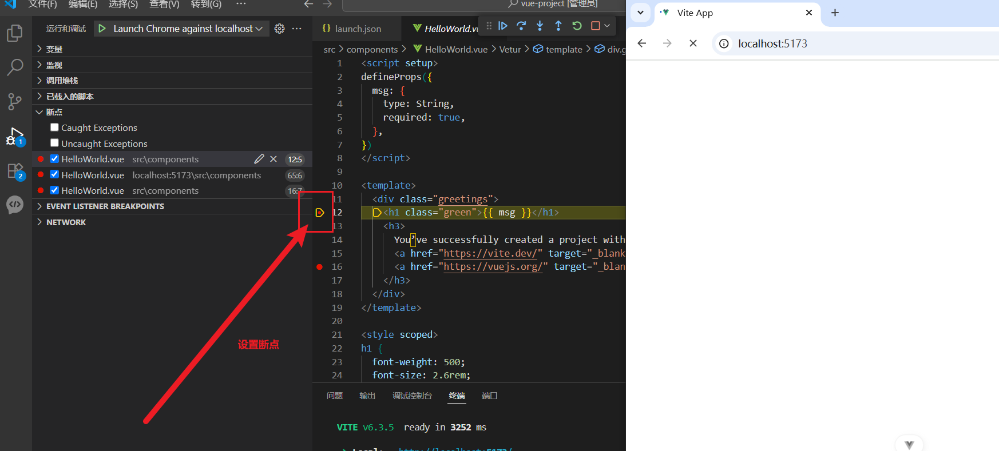 文件(F) 编辑(E) 选择(S) 查看(V) 转到(G) ··· vue-project [管理员]
运行和调试 Launch Chrome against localhost ···
变量
监视
调用堆栈
已载入的脚本
断点
Caught Exceptions
Uncaught Exceptions
HelloWorld.vue src\components 12:5
HelloWorld.vue localhost:5173\src\components 65:6
HelloWorld.vue src\components 16:7
EVENT LISTENER BREAKPOINTS
NETWORK
1
2
设置断点
{} launch.json HelloWorld.vu
src > components > HelloWorld.vue > Vetur > template > div.g
1 <script setup>
2 defineProps({
3 msg: {
4 type: String,
5 required: true,
6 },
7 })
8 </script>
9
10 <template>
11 <div class="greetings">
12 <h1 class="green">{{ msg }}</h1>
13 <h3>
14 You’ve successfully created a project with
15 <a href="https://vite.dev/" target="_blank
16 <a href="https://vuejs.org/" target="_blan
17 </h3>
18 </div>
19 </template>
20
21 <style scoped>
22 h1 {
23 font-weight: 500;
24 font-size: 2.6rem;
问题 输出 调试控制台 终端 端口
VITE v6.3.5 ready in 3252 ms
Local: http://localhost:5173/
Vite App
localhost:5173